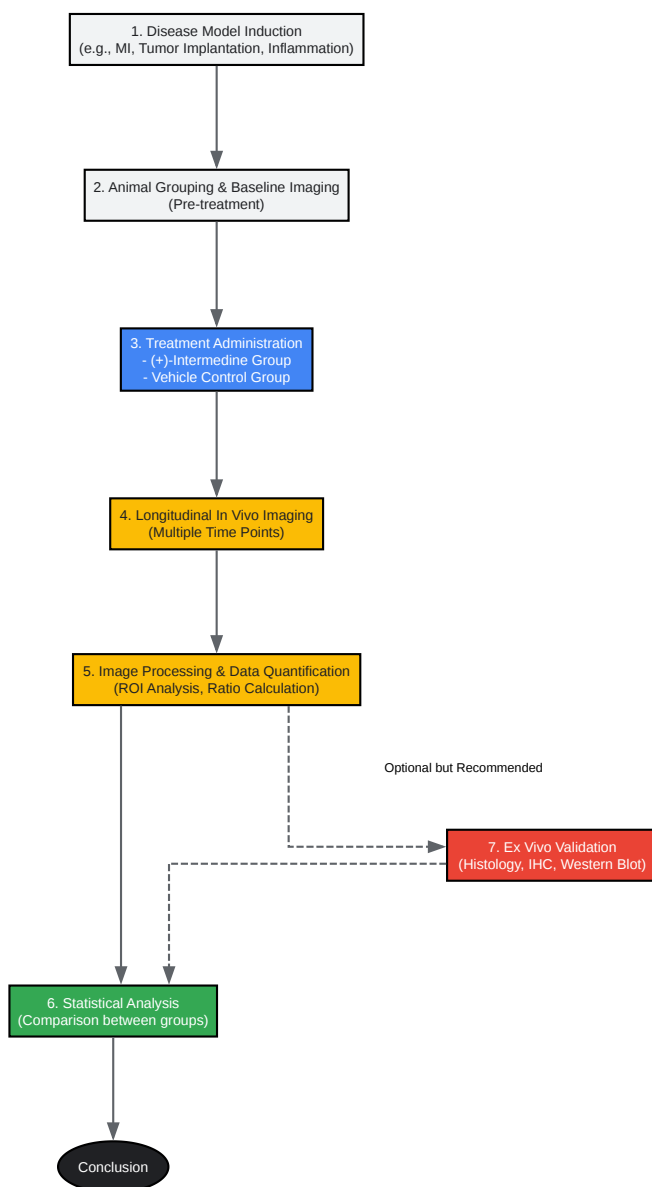 1. Disease Model Induction
(e.g., MI, Tumor Implantation, Inflammation)
2. Animal Grouping & Baseline Imaging
(Pre-treatment)
3. Treatment Administration
- (+)-Intermedine Group
- Vehicle Control Group
4. Longitudinal In Vivo Imaging
(Multiple Time Points)
5. Image Processing & Data Quantification
(ROI Analysis, Ratio Calculation)
Optional but Recommended
7. Ex Vivo Validation
(Histology, IHC, Western Blot)
6. Statistical Analysis
(Comparison between groups)
Conclusion